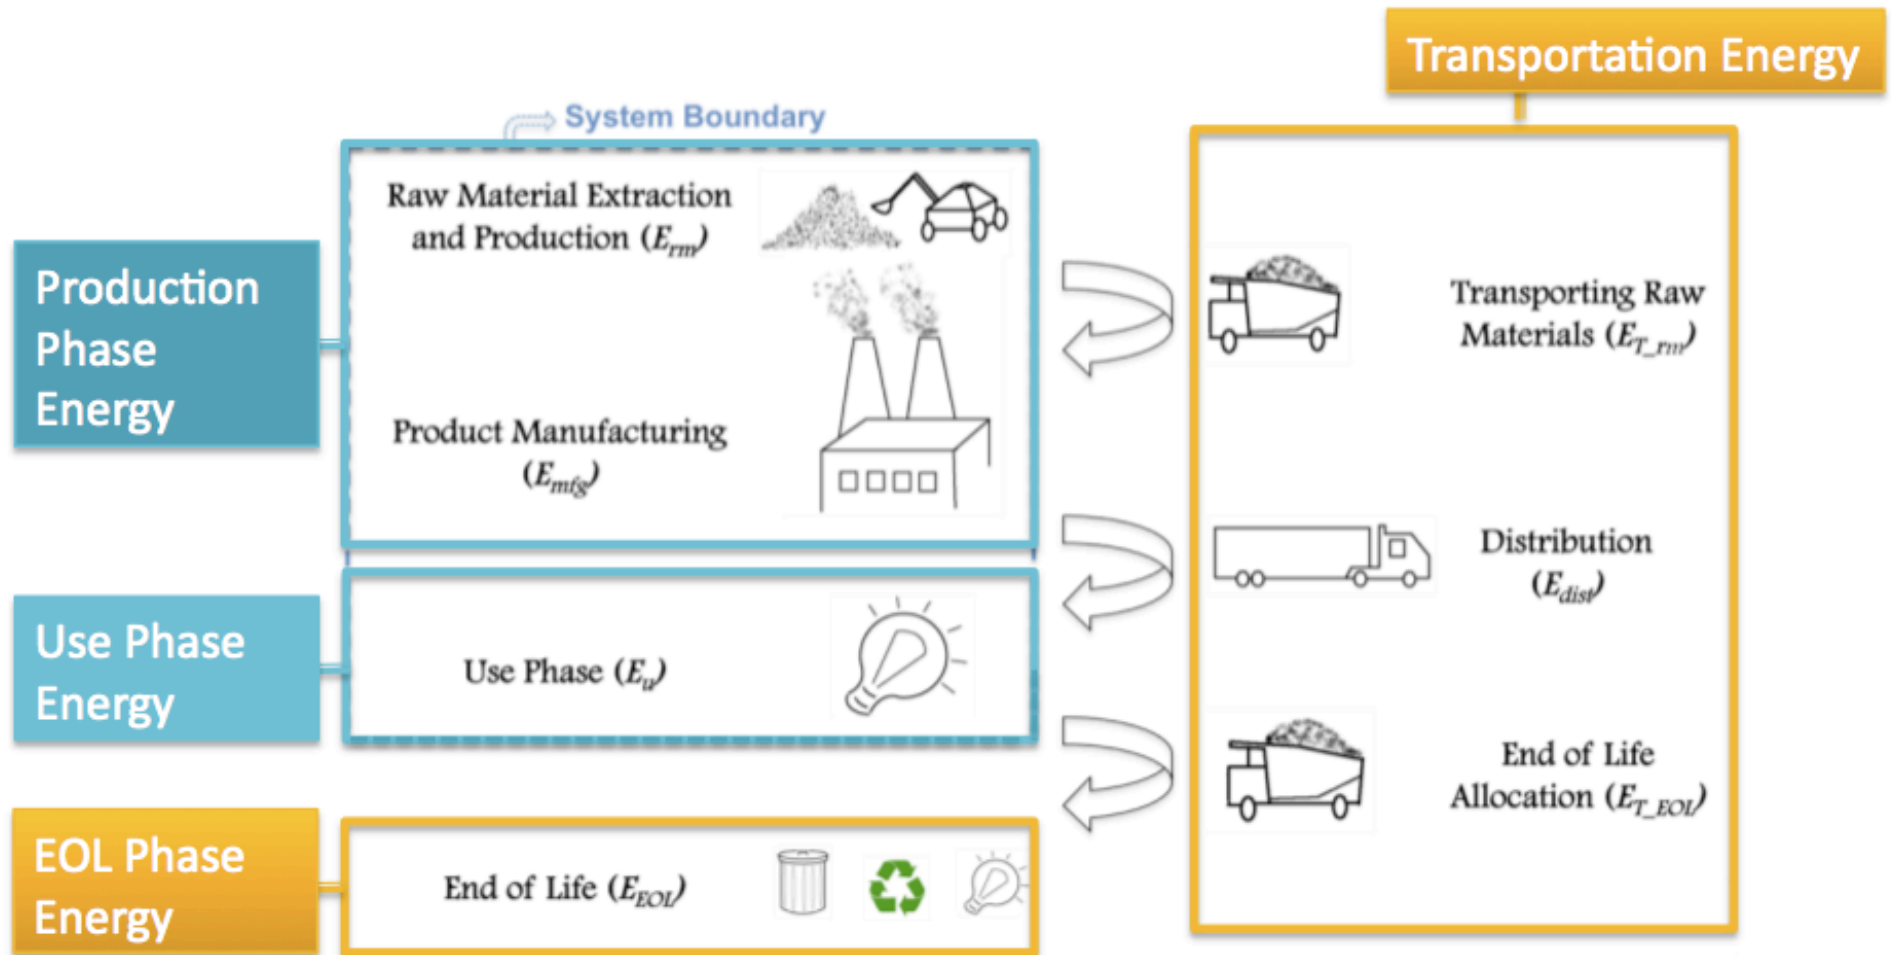 Transportation Energy
System Boundary
Raw Material Extraction
and Production (E_rm)
Production
Phase
Energy
Transporting Raw
Materials (E_T_rm)
Product Manufacturing
(E_mfg)
Distribution
(E_dist)
Use Phase
Energy
Use Phase (E_u)
End of Life
Allocation (E_T_EOL)
EOL Phase
Energy
End of Life (E_EOL)